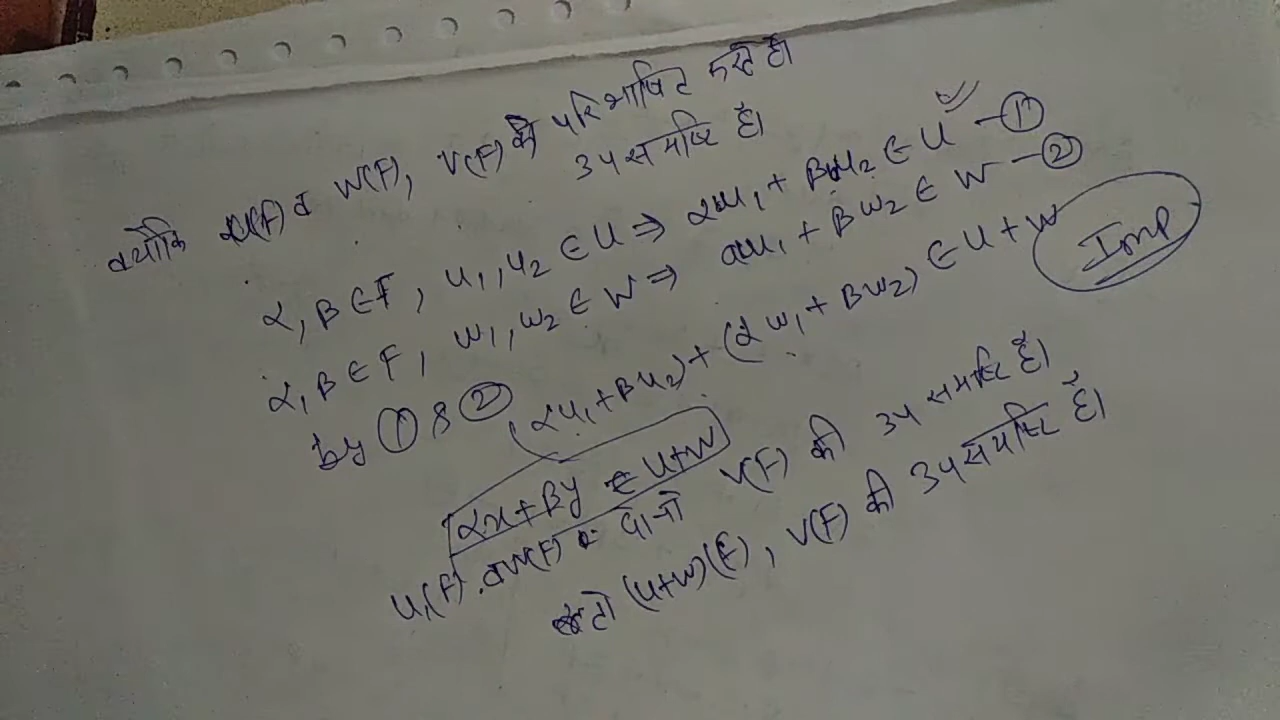 क्योंकि U(F) व W(F), V(F) की परिभाषित करते है।
उपसमष्टि है।
α, β ∈ F, u1, u2 ∈ U ⇒ αu1 + βu2 ∈ U — ①
α, β ∈ F, w1, w2 ∈ W ⇒ αw1 + βw2 ∈ W — ②
by ① & ② (αu1 + βu2) + (αw1 + βw2) ∈ U + W
Imp
αx + βy ∈ U+W
U(F) व W(F) दोनो V(F) की उपसमष्टि है।
तो (U+W)(F), V(F) की उपसमष्टि है।